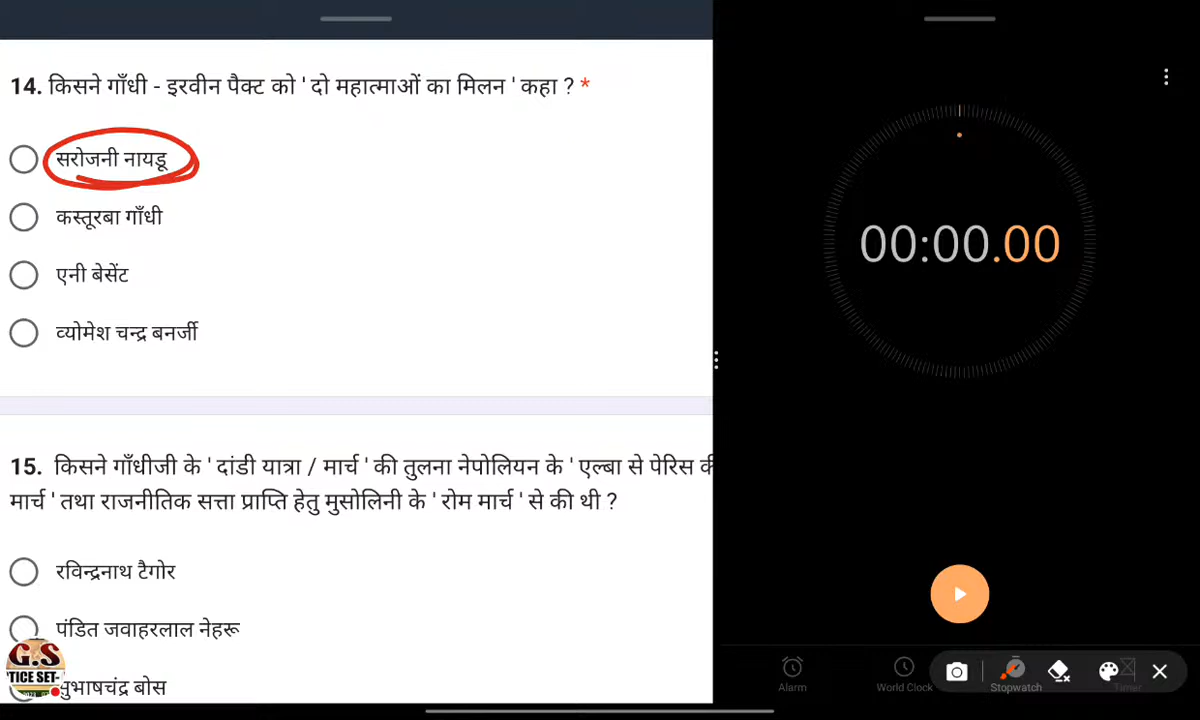 14. किसने गाँधी - इरवीन पैक्ट को ' दो महात्माओं का मिलन ' कहा ? *
सरोजनी नायडू
कस्तूरबा गाँधी
एनी बेसेंट
व्योमेश चन्द्र बनर्जी
15. किसने गाँधीजी के ' दांडी यात्रा / मार्च ' की तुलना नेपोलियन के ' एल्बा से पेरिस की
मार्च ' तथा राजनीतिक सत्ता प्राप्ति हेतु मुसोलिनी के ' रोम मार्च ' से की थी ?
रविन्द्रनाथ टैगोर
पंडित जवाहरलाल नेहरू
सुभाषचंद्र बोस
G.S
TICE SET-
00:00.00
Alarm
World Clock
Stopwatch
Timer